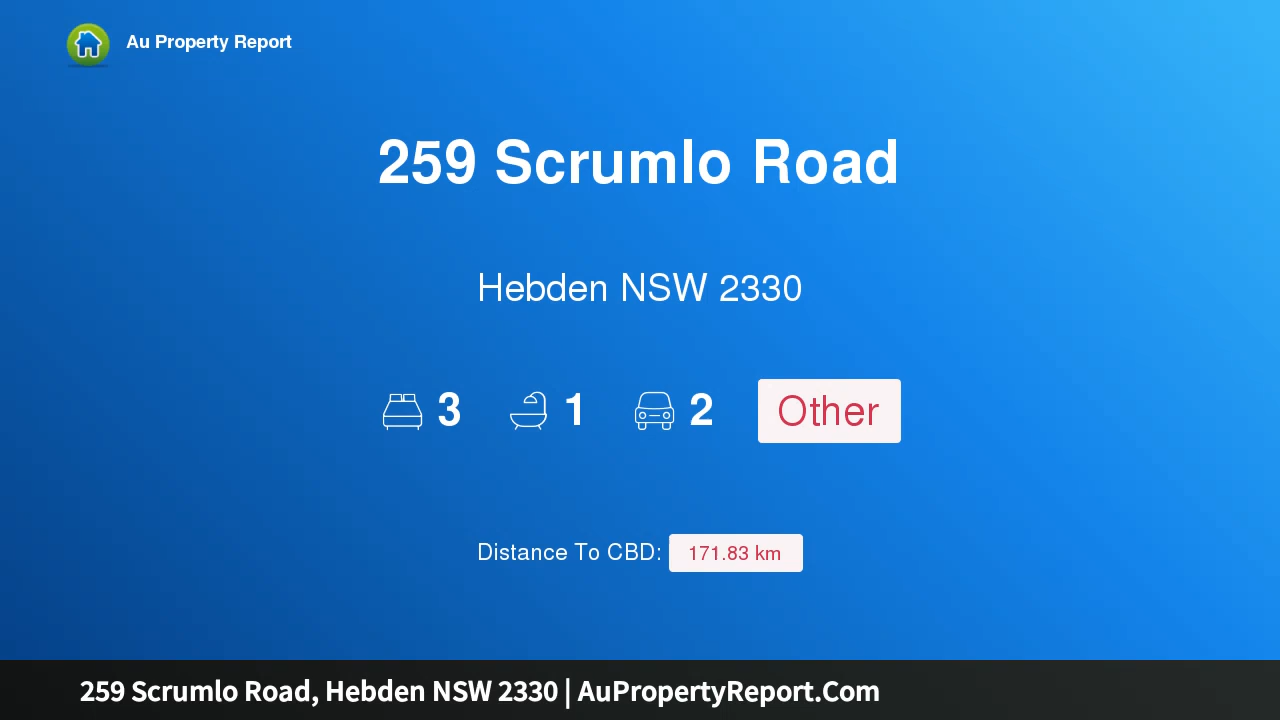 Au Property Report
259 Scrumlo Road
Hebden NSW 2330
3 1 2 Other
Distance To CBD: 171.83 km
259 Scrumlo Road, Hebden NSW 2330 | AuPropertyReport.Com